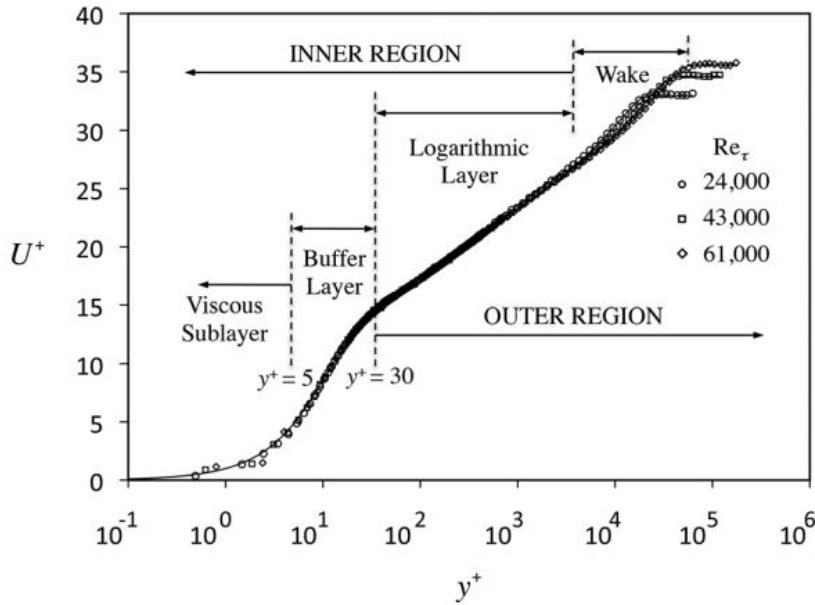 40
35
30
25
20
15
10
5
0
U⁺
INNER REGION
Wake
Logarithmic
Layer
Reτ
24,000
43,000
61,000
Buffer
Layer
Viscous
Sublayer
OUTER REGION
y⁺ = 5
y⁺ = 30
10⁻¹ 10⁰ 10¹ 10² 10³ 10⁴ 10⁵ 10⁶
y⁺